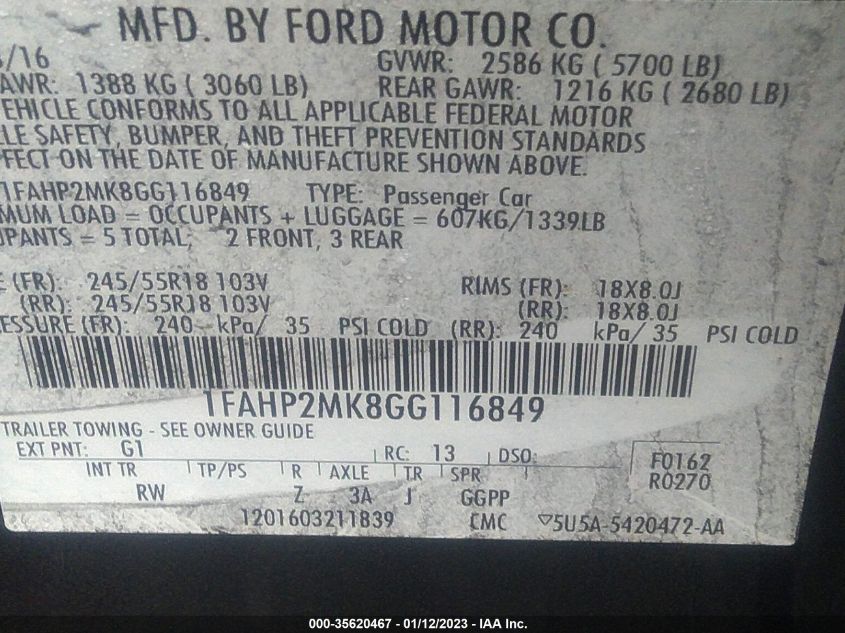 MFD. BY FORD MOTOR CO.
/16 GVWR: 2586 KG ( 5700 LB)
AWR: 1388 KG ( 3060 LB) REAR GAWR: 1216 KG ( 2680 LB)
EHICLE CONFORMS TO ALL APPLICABLE FEDERAL MOTOR
LE SAFETY, BUMPER, AND THEFT PREVENTION STANDARDS
FECT ON THE DATE OF MANUFACTURE SHOWN ABOVE.
1FAHP2MK8GG116849 TYPE: Passenger Car
MUM LOAD = OCCUPANTS + LUGGAGE = 607KG/1339LB
UPANTS = 5 TOTAL, 2 FRONT, 3 REAR
E (FR): 245/55R18 103V RIMS (FR): 18X8.0J
(RR): 245/55R18 103V (RR): 18X8.0J
ESSURE (FR): 240 kPa/ 35 PSI COLD (RR): 240 kPa/ 35 PSI COLD
1FAHP2MK8GG116849
TRAILER TOWING - SEE OWNER GUIDE
EXT PNT: G1 RC: 13 DSO: F0162
INT TR TP/PS R AXLE TR SPR R0270
RW Z 3A J GGPP
1201603211839 CMC ▽5U5A-5420472-AA
000-35620467 - 01/12/2023 - IAA Inc.